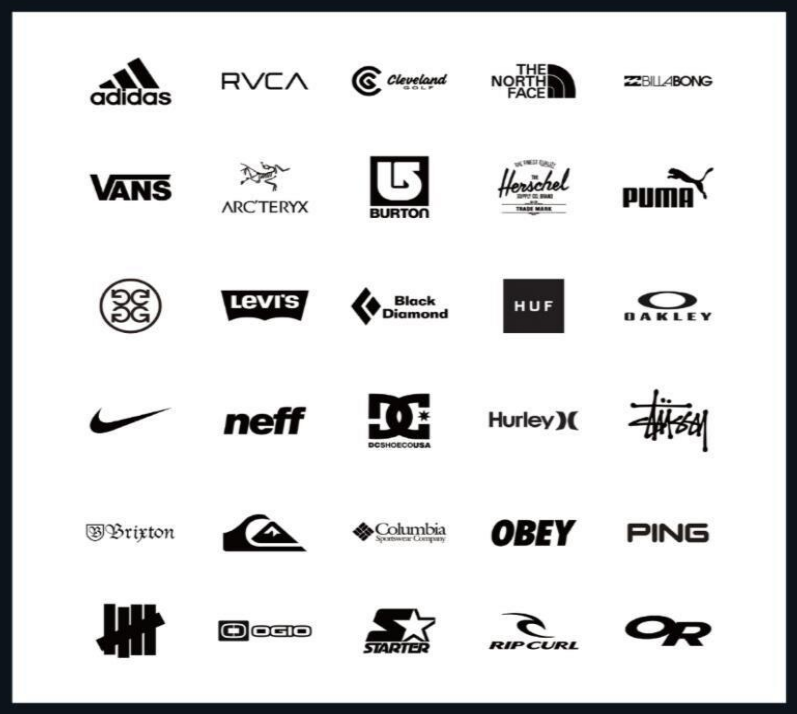 adidas
RVCA
Cleveland
GOLF
THE
NORTH
FACE
BILLABONG
VANS
ARC'TERYX
BURTON
THE
Herschel
SUPPLY CO. BRAND
TRADE MARK
PUMA
LEVI'S
Black
Diamond
HUF
OAKLEY
neff
DC
DCSHOECOUSA
Hurley
STÜSSY
B Brixton
Columbia
Sportswear Company
OBEY
PING
OGIO
S
STARTER
RIP CURL
OR